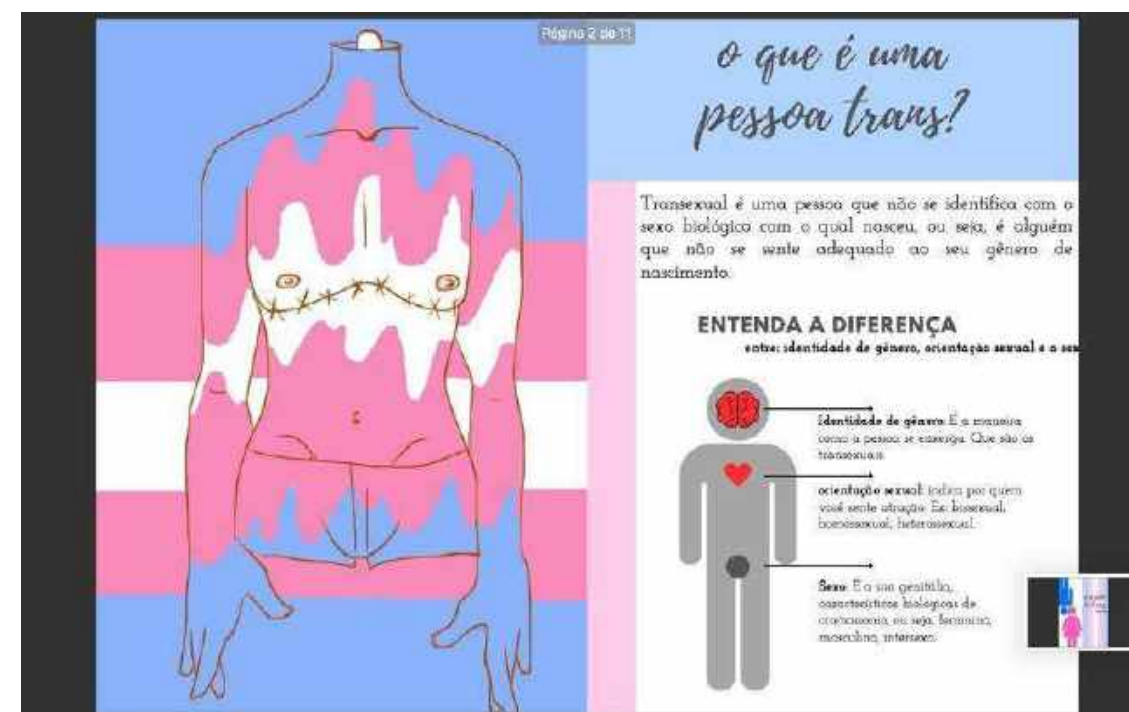 Página 2 de 11
o que é uma
pessoa trans?
Transexual é uma pessoa que não se identifica com o
sexo biológico com o qual nasceu, ou seja, é alguém
que não se sente adequado ao seu gênero de
nascimento.
ENTENDA A DIFERENÇA
entre: identidade de gênero, orientação sexual e o sex
Identidade de gênero: É a maneira
como a pessoa se enxerga. Que são os
transexuais.
orientação sexual: indica por quem
você sente atração. Ex: bissexual,
homossexual, heterossexual.
Sexo: É a sua genitália,
características biológicas de
ou seja, feminino,
masculino, intersexo.